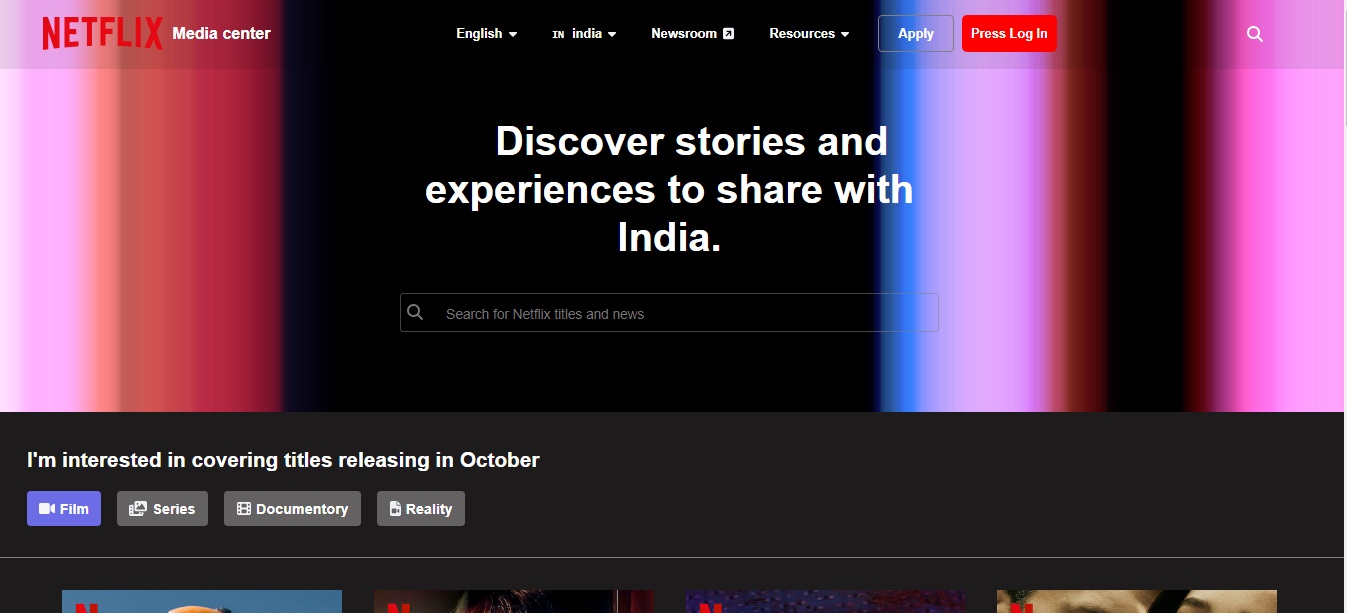 NETFLIX Media center
English
IN india
Newsroom
Resources
Apply
Press Log In
Discover stories and
experiences to share with
India.
Search for Netflix titles and news
I'm interested in covering titles releasing in October
Film
Series
Documentory
Reality
N
N
N
N